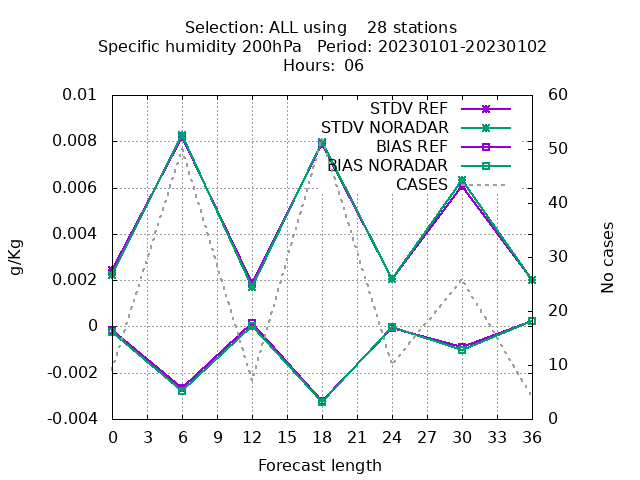 Selection: ALL using    28 stations
Specific humidity 200hPa   Period: 20230101-20230102
Hours: 06
0.01
0.008
0.006
0.004
0.002
0
-0.002
-0.004
g/Kg
STDV REF
STDV NORADAR
BIAS REF
BIAS NORADAR
CASES
60
50
40
30
20
10
0
No cases
0 3 6 9 12 15 18 21 24 27 30 33 36
Forecast length